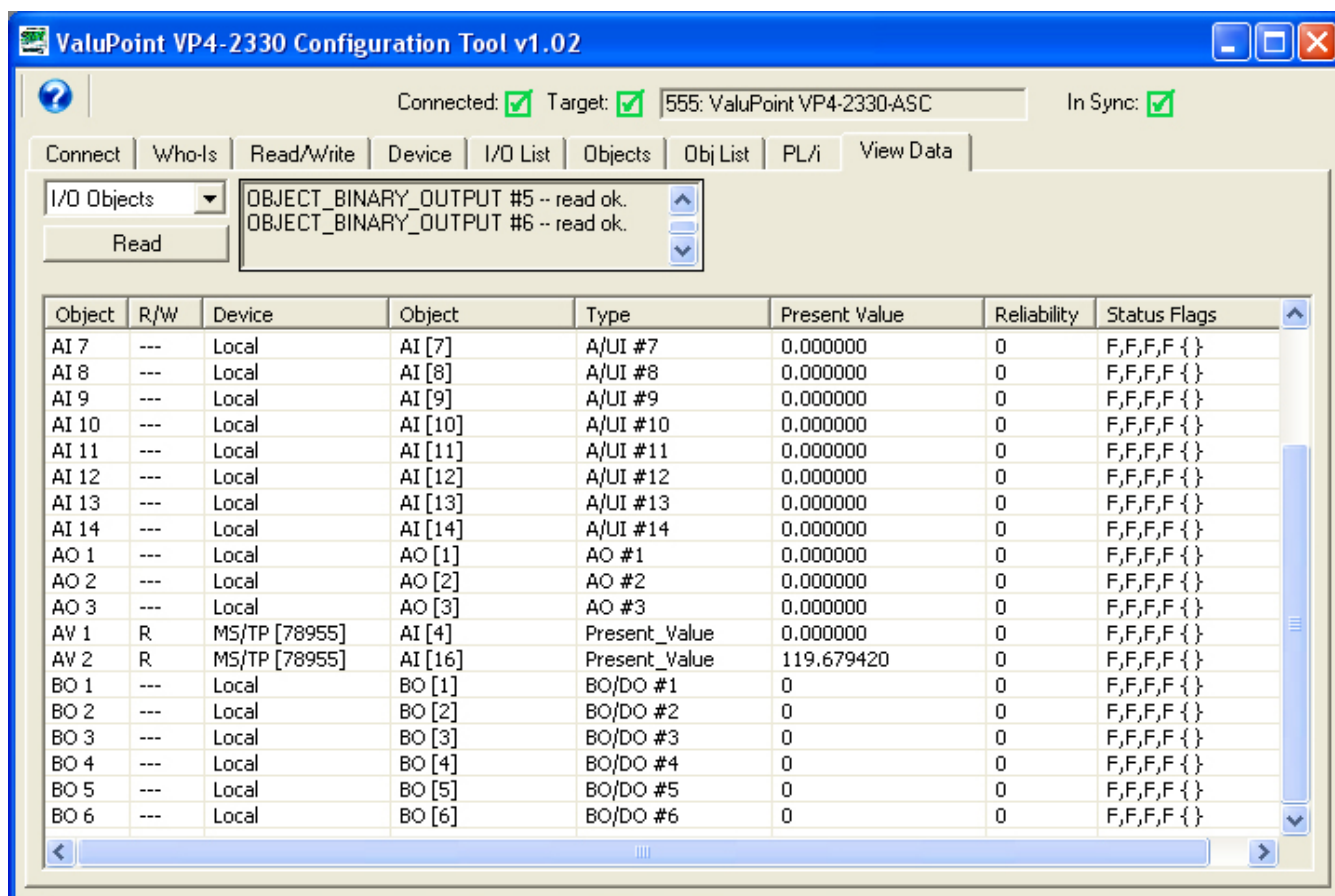 ValuPoint VP4-2330 Configuration Tool v1.02
Connected: Target: 555: ValuPoint VP4-2330-ASC In Sync:
Connect Who-Is Read/Write Device I/O List Objects Obj List PL/i View Data
I/O Objects
OBJECT_BINARY_OUTPUT #5 -- read ok.
OBJECT_BINARY_OUTPUT #6 -- read ok.
Read
Object R/W Device Object Type Present Value Reliability Status Flags
AI 7 --- Local AI [7] A/UI #7 0.000000 0 F,F,F,F { }
AI 8 --- Local AI [8] A/UI #8 0.000000 0 F,F,F,F { }
AI 9 --- Local AI [9] A/UI #9 0.000000 0 F,F,F,F { }
AI 10 --- Local AI [10] A/UI #10 0.000000 0 F,F,F,F { }
AI 11 --- Local AI [11] A/UI #11 0.000000 0 F,F,F,F { }
AI 12 --- Local AI [12] A/UI #12 0.000000 0 F,F,F,F { }
AI 13 --- Local AI [13] A/UI #13 0.000000 0 F,F,F,F { }
AI 14 --- Local AI [14] A/UI #14 0.000000 0 F,F,F,F { }
AO 1 --- Local AO [1] AO #1 0.000000 0 F,F,F,F { }
AO 2 --- Local AO [2] AO #2 0.000000 0 F,F,F,F { }
AO 3 --- Local AO [3] AO #3 0.000000 0 F,F,F,F { }
AV 1 R MS/TP [78955] AI [4] Present_Value 0.000000 0 F,F,F,F { }
AV 2 R MS/TP [78955] AI [16] Present_Value 119.679420 0 F,F,F,F { }
BO 1 --- Local BO [1] BO/DO #1 0 0 F,F,F,F { }
BO 2 --- Local BO [2] BO/DO #2 0 0 F,F,F,F { }
BO 3 --- Local BO [3] BO/DO #3 0 0 F,F,F,F { }
BO 4 --- Local BO [4] BO/DO #4 0 0 F,F,F,F { }
BO 5 --- Local BO [5] BO/DO #5 0 0 F,F,F,F { }
BO 6 --- Local BO [6] BO/DO #6 0 0 F,F,F,F { }